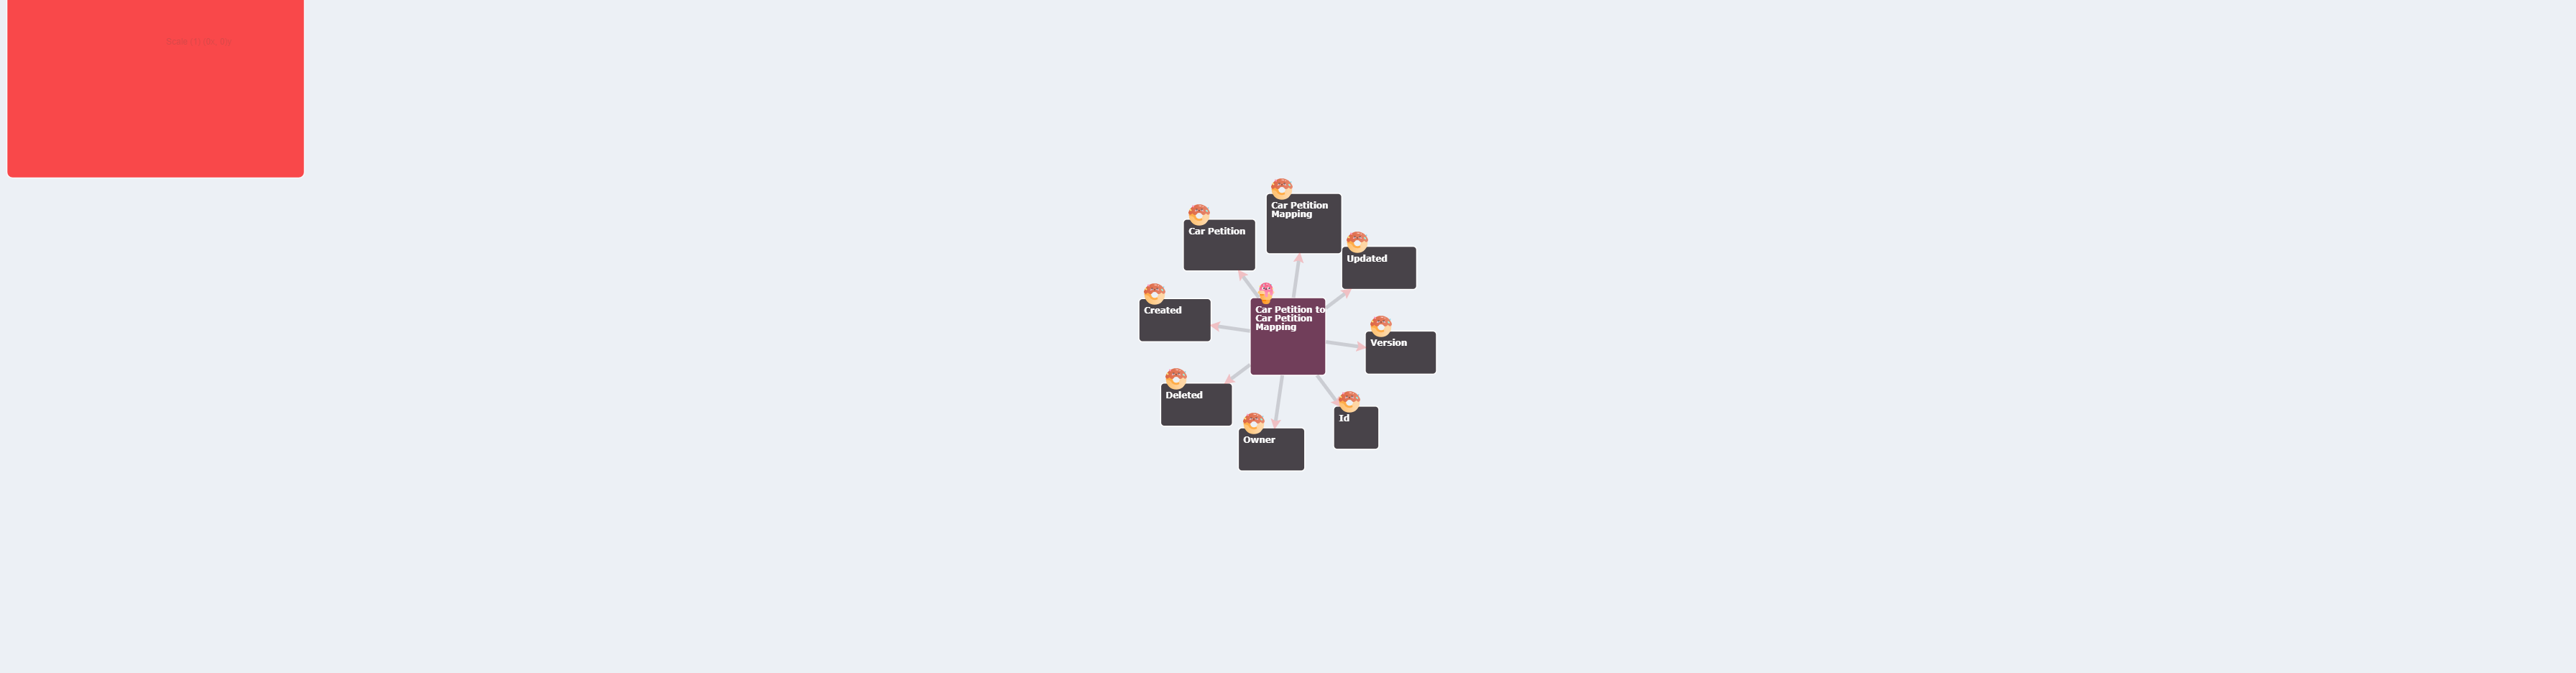 Car Petition
Mapping
Car Petition
Updated
Created
Car Petition to
Car Petition
Mapping
Version
Deleted
Id
Owner